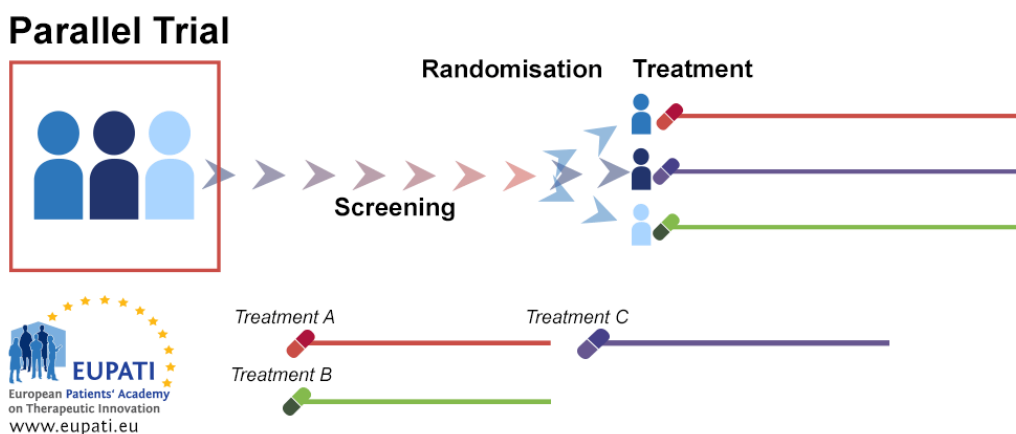 Parallel Trial
Randomisation
Treatment
Screening
Treatment A
Treatment C
Treatment B
EUPATI
European Patients' Academy
on Therapeutic Innovation
www.eupati.eu